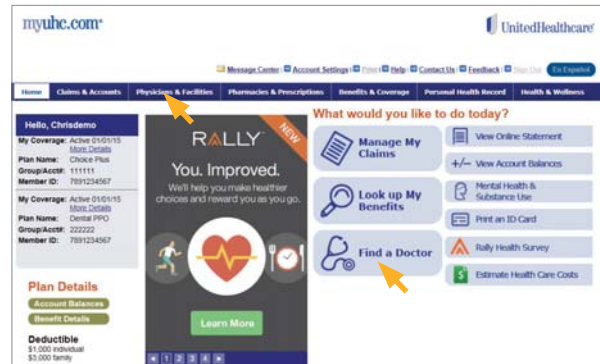 myuhc.com®
UnitedHealthcare®
Message Center Account Settings Print Help Contact Us Feedback Sign Out En Español
Home Claims & Accounts Physicians & Facilities Pharmacies & Prescriptions Benefits & Coverage Personal Health Record Health & Wellness
Hello, Chrisdemo
My Coverage: Active 01/01/15
More Details
Plan Name: Choice Plus
Group/Acct#: 111111
Member ID: 7891234567
My Coverage: Active 01/01/15
More Details
Plan Name: Dental PPO
Group/Acct#: 222222
Member ID: 7891234567
Plan Details
Account Balances
Benefit Details
Deductible
$1,000 individual
$3,000 family
RALLY
NEW
You. Improved.
We'll help you make healthier
choices and reward you as you go.
Learn More
1 2 3 4
What would you like to do today?
Manage My
Claims
Look up My
Benefits
Find a Doctor
View Online Statement
+/– View Account Balances
Mental Health &
Substance Use
Print an ID Card
Rally Health Survey
$ Estimate Health Care Costs